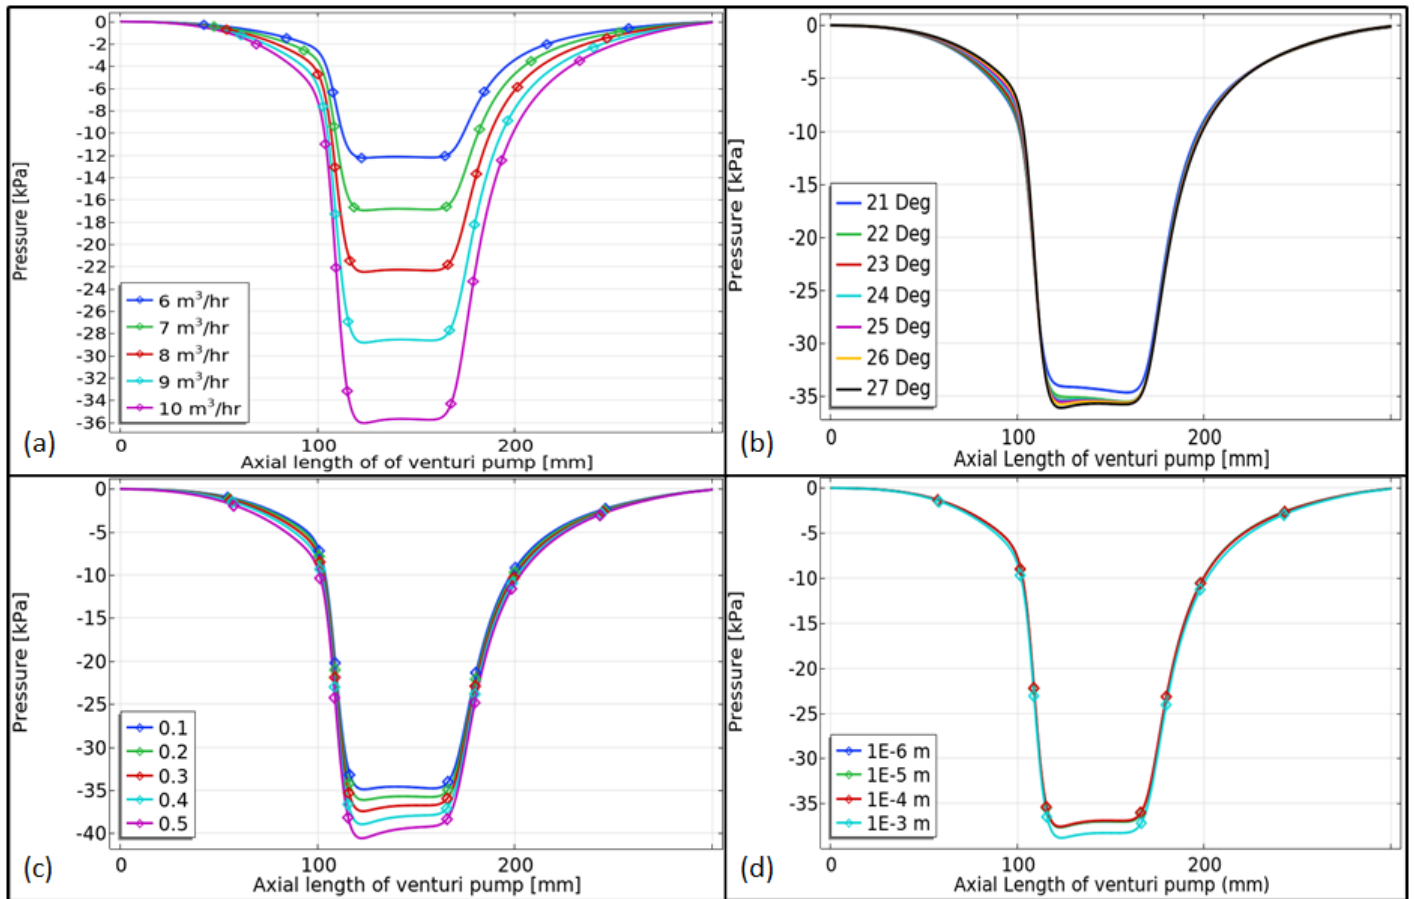 0
-2
-4
-6
-8
-10
-12
-14
-16
-18
-20
-22
-24
-26
-28
-30
-32
-34
-36
Pressure [kPa]
6 m³/hr
7 m³/hr
8 m³/hr
9 m³/hr
10 m³/hr
(a)
0 100 200
Axial length of of venturi pump [mm]
0
-5
-10
-15
-20
-25
-30
-35
Pressure [kPa]
21 Deg
22 Deg
23 Deg
24 Deg
25 Deg
26 Deg
27 Deg
(b)
0 100 200
Axial Length of venturi pump [mm]
0
-5
-10
-15
-20
-25
-30
-35
-40
Pressure [kPa]
0.1
0.2
0.3
0.4
0.5
(c)
0 100 200
Axial length of venturi pump [mm]
0
-5
-10
-15
-20
-25
-30
-35
Pressure [kPa]
1E-6 m
1E-5 m
1E-4 m
1E-3 m
(d)
0 100 200
Axial Length of venturi pump (mm)